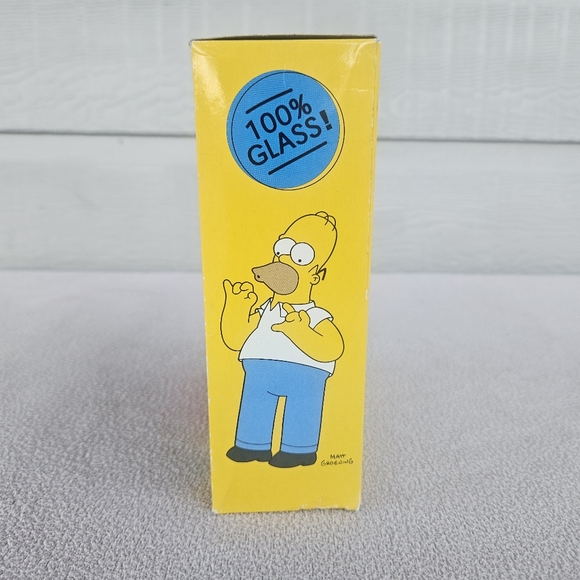 100%
GLASS!
MATT
GROENING